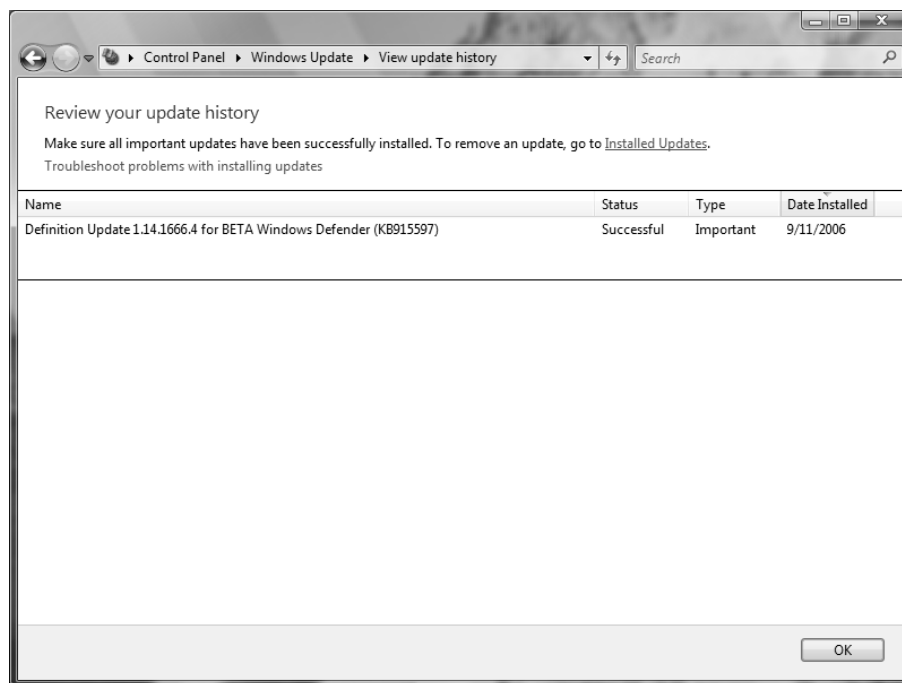 Control Panel Windows Update View update history Search
Review your update history
Make sure all important updates have been successfully installed. To remove an update, go to Installed Updates.
Troubleshoot problems with installing updates
Name Status Type Date Installed
Definition Update 1.14.1666.4 for BETA Windows Defender (KB915597) Successful Important 9/11/2006
OK